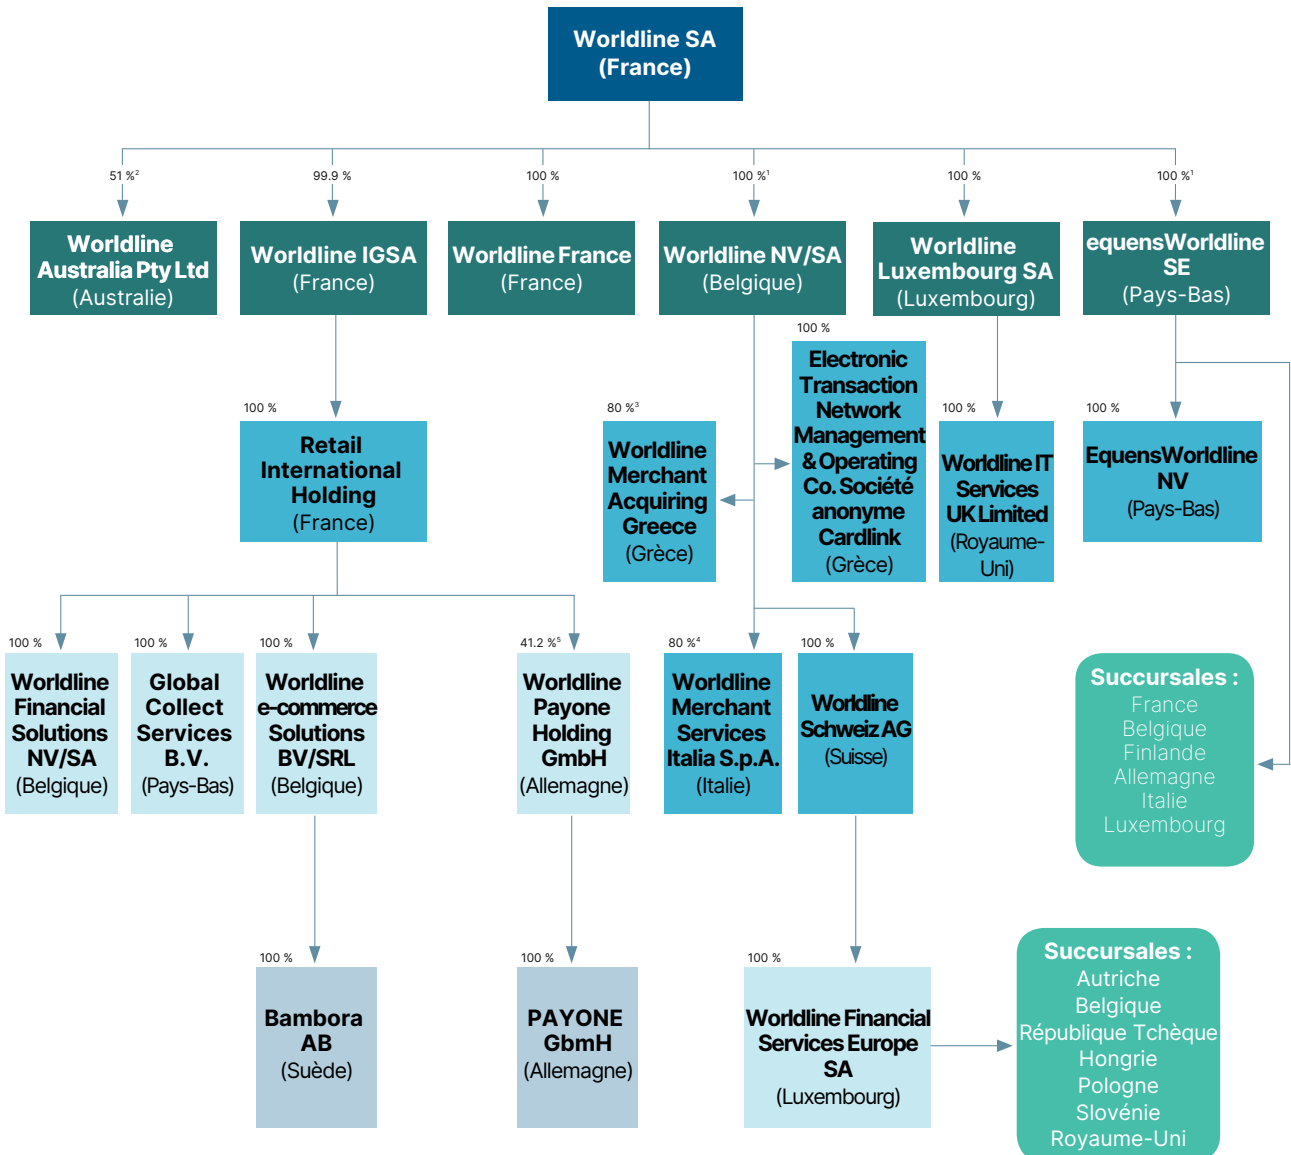 Worldline SA
(France)
51 %²
99.9 %
100 %
100 %¹
100 %
100 %¹
Worldline
Australia Pty Ltd
(Australie)
Worldline IGSA
(France)
Worldline France
(France)
Worldline NV/SA
(Belgique)
Worldline
Luxembourg SA
(Luxembourg)
equensWorldline
SE
(Pays-Bas)
100 %
Retail
International
Holding
(France)
80 %³
Worldline
Merchant
Acquiring
Greece
(Grèce)
100 %
Electronic
Transaction
Network
Management
& Operating
Co. Société
anonyme
Cardlink
(Grèce)
100 %
Worldline IT
Services
UK Limited
(Royaume-
Uni)
100 %
EquensWorldline
NV
(Pays-Bas)
100 %
Worldline
Financial
Solutions
NV/SA
(Belgique)
100 %
Global
Collect
Services
B.V.
(Pays-Bas)
100 %
Worldline
e-commerce
Solutions
BV/SRL
(Belgique)
41.2 %⁵
Worldline
Payone
Holding
GmbH
(Allemagne)
80 %⁴
Worldline
Merchant
Services
Italia S.p.A.
(Italie)
100 %
Worldline
Schweiz AG
(Suisse)
Succursales :
France
Belgique
Finlande
Allemagne
Italie
Luxembourg
100 %
Bambora
AB
(Suède)
100 %
PAYONE
GbmH
(Allemagne)
100 %
Worldline Financial
Services Europe
SA
(Luxembourg)
Succursales :
Autriche
Belgique
République Tchèque
Hongrie
Pologne
Slovénie
Royaume-Uni